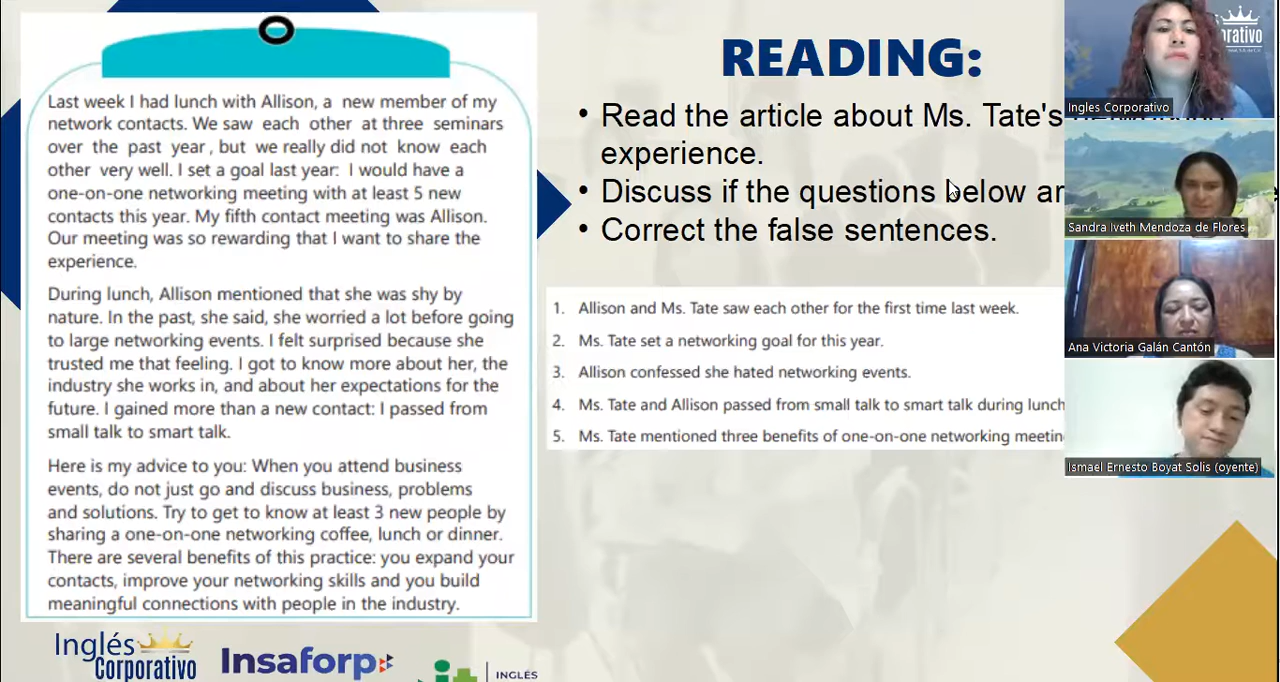 Last week I had lunch with Allison, a new member of my
network contacts. We saw each other at three seminars
over the past year, but we really did not know each
other very well. I set a goal last year: I would have a
one-on-one networking meeting with at least 5 new
contacts this year. My fifth contact meeting was Allison.
Our meeting was so rewarding that I want to share the
experience.
During lunch, Allison mentioned that she was shy by
nature. In the past, she said, she worried a lot before going
to large networking events. I felt surprised because she
trusted me that feeling. I got to know more about her, the
industry she works in, and about her expectations for the
future. I gained more than a new contact: I passed from
small talk to smart talk.
Here is my advice to you: When you attend business
events, do not just go and discuss business, problems
and solutions. Try to get to know at least 3 new people by
sharing a one-on-one networking coffee, lunch or dinner.
There are several benefits of this practice: you expand your
contacts, improve your networking skills and you build
meaningful connections with people in the industry.
Inglés
Corporativo
Insaforp
INGLÉS
READING:
• Read the article about Ms. Tate's
experience.
• Discuss if the questions below
• Correct the false sentences.
1. Allison and Ms. Tate saw each other for the first time last week.
2. Ms. Tate set a networking goal for this year.
3. Allison confessed she hated networking events.
4. Ms. Tate and Allison passed from small talk to smart talk during lunch
5. Ms. Tate mentioned three benefits of one-on-one networking
Ingles Corporativo
Sandra Iveth Mendoza de Flores
Ana Victoria Galán Cantón
Ismael Ernesto Boyat Solis (oyente)